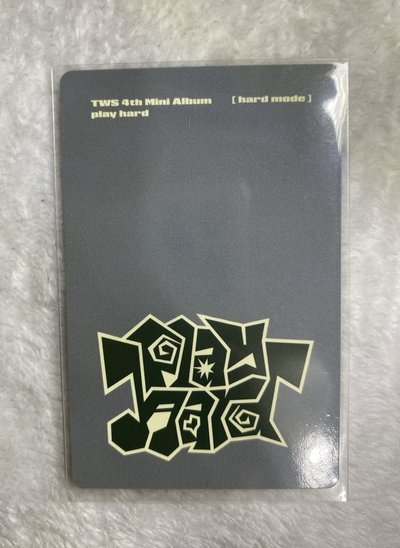 TWS 4th Mini Album [ hard mode ]
play hard
Play
Hard